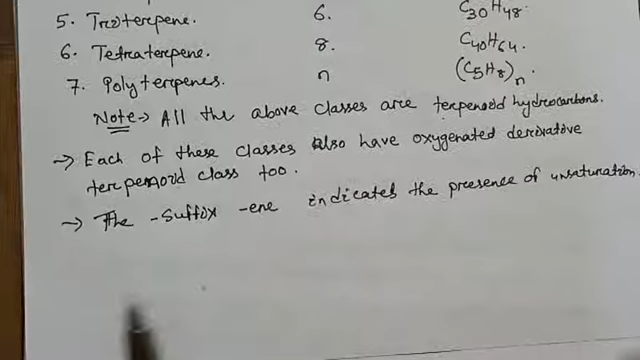 5. Triterpene. 6. C30H48.
6. Tetraterpene. 8. C40H64.
7. Polyterpenes. n (C5H8)n.
Note → All the above classes are terpenoid hydrocarbons.
→ Each of these classes also have oxygenated derivative
terpenoid class too.
→ The -suffix -ene indicates the presence of unsaturation.